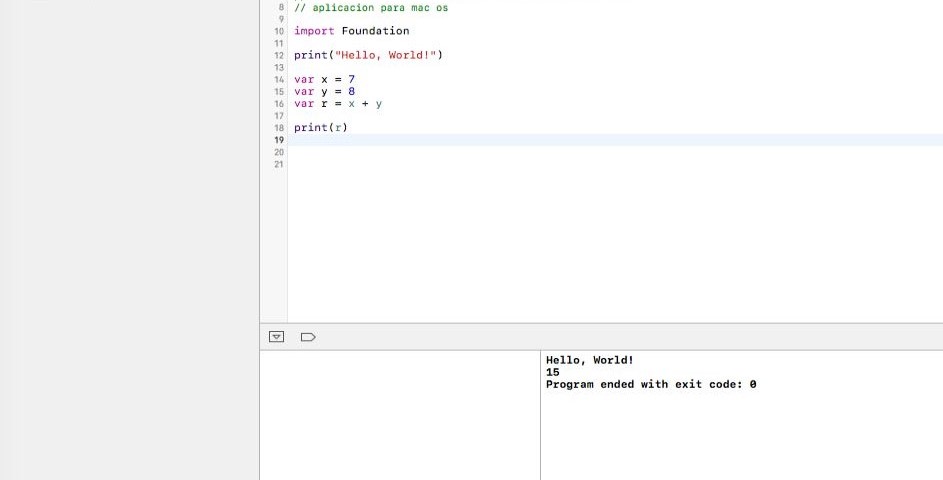 8 // aplicacion para mac os
9
10 import Foundation
11
12 print("Hello, World!")
13
14 var x = 7
15 var y = 8
16 var r = x + y
17
18 print(r)
19
20
21
Hello, World!
15
Program ended with exit code: 0